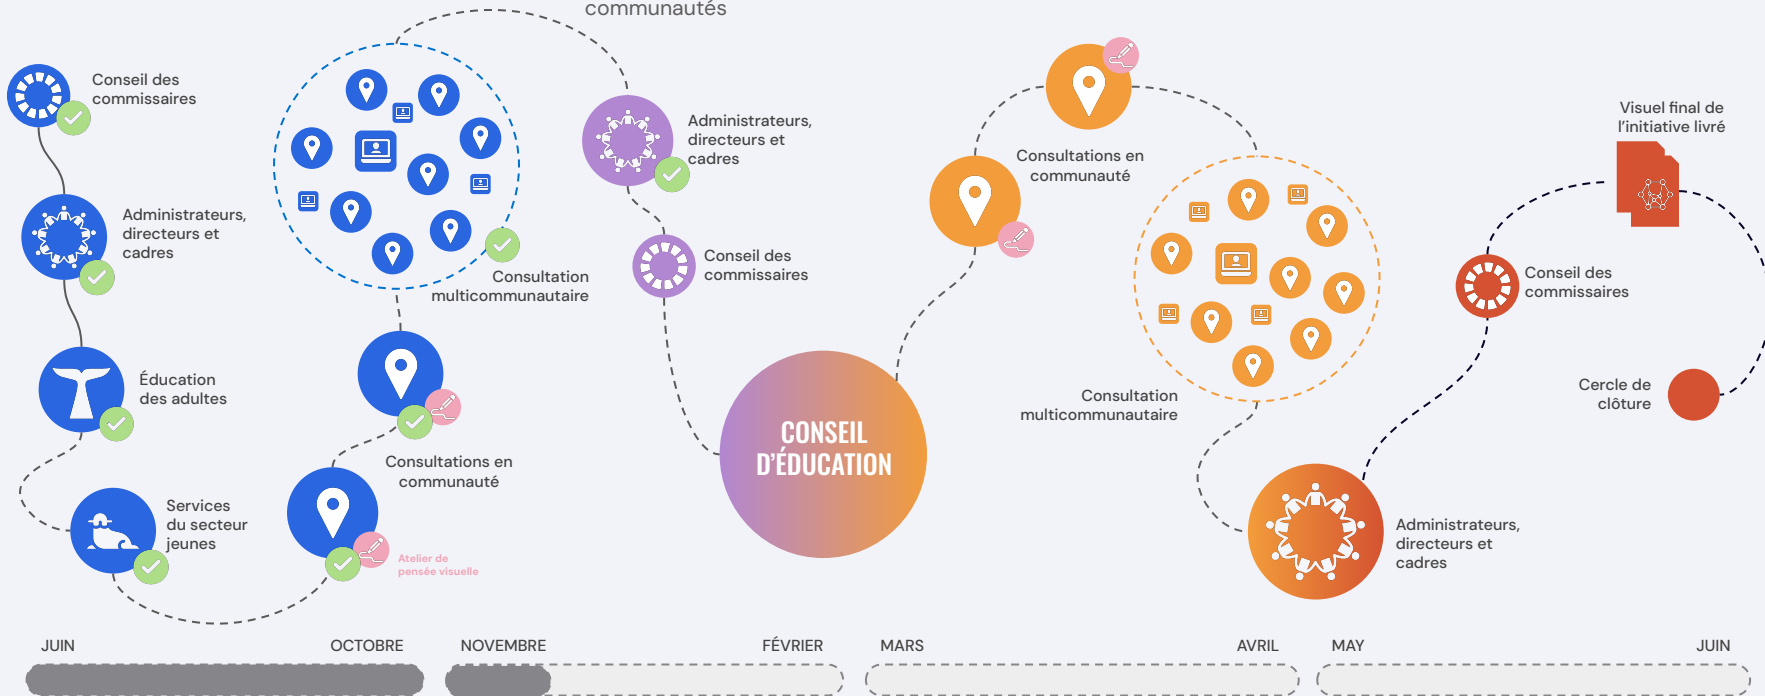 communautés
Conseil des
commissaires
Administrateurs,
directeurs et
cadres
Éducation
des adultes
Services
du secteur
jeunes
Consultation
multicommunautaire
Consultations en
communauté
Atelier de
pensée visuelle
Administrateurs,
directeurs et
cadres
Conseil des
commissaires
CONSEIL
D'ÉDUCATION
Consultations en
communauté
Consultation
multicommunautaire
Administrateurs,
directeurs et
cadres
Conseil des
commissaires
Visuel final de
l'initiative livré
Cercle de
clôture
JUIN OCTOBRE NOVEMBRE FÉVRIER MARS AVRIL MAY JUIN